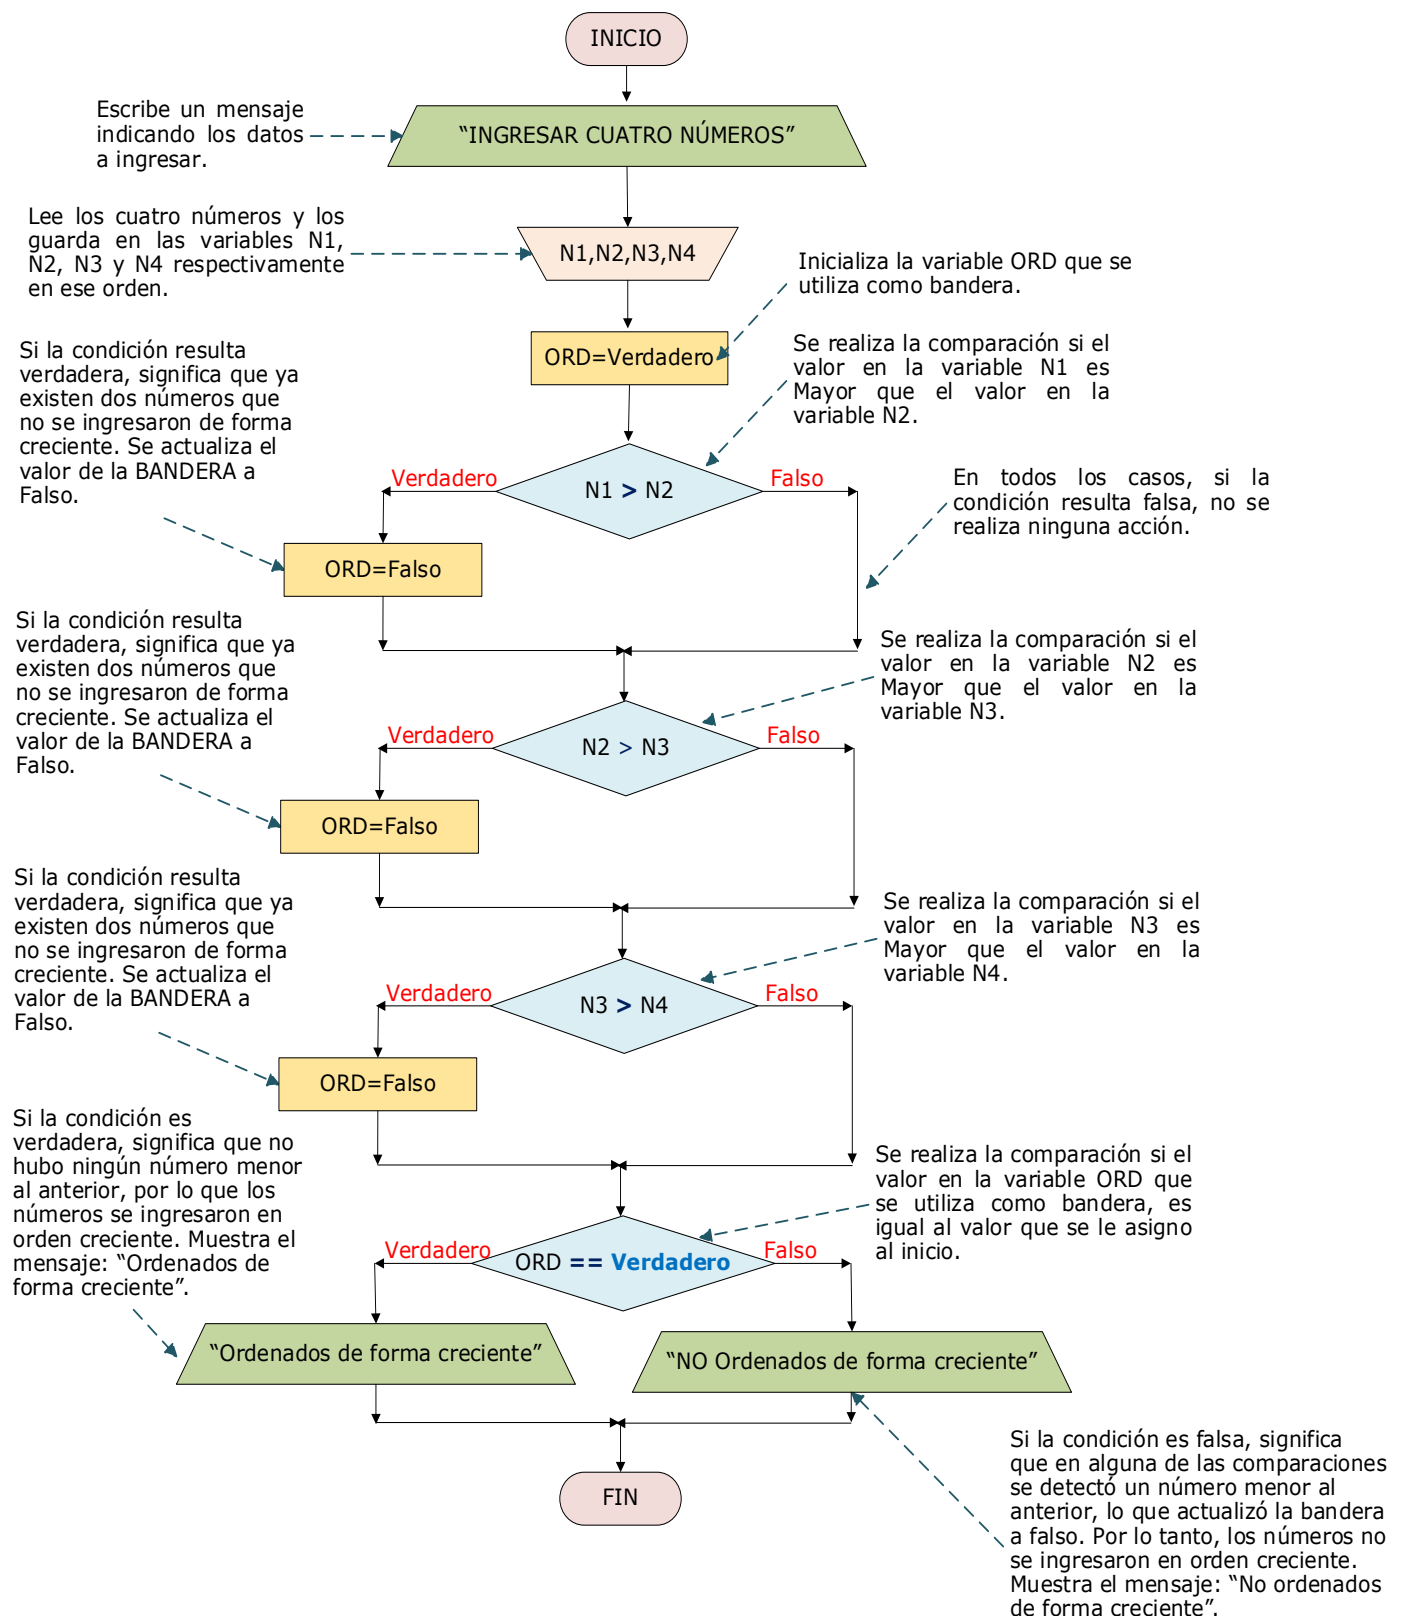 INICIO
Escribe un mensaje
indicando los datos
a ingresar.
“INGRESAR CUATRO NÚMEROS”
Lee los cuatro números y los
guarda en las variables N1,
N2, N3 y N4 respectivamente
en ese orden.
N1,N2,N3,N4
Inicializa la variable ORD que se
utiliza como bandera.
ORD=Verdadero
Se realiza la comparación si el
valor en la variable N1 es
Mayor que el valor en la
variable N2.
Si la condición resulta
verdadera, significa que ya
existen dos números que
no se ingresaron de forma
creciente. Se actualiza el
valor de la BANDERA a
Falso.
Verdadero
N1 > N2
Falso
En todos los casos, si la
condición resulta falsa, no se
realiza ninguna acción.
ORD=Falso
Si la condición resulta
verdadera, significa que ya
existen dos números que
no se ingresaron de forma
creciente. Se actualiza el
valor de la BANDERA a
Falso.
Se realiza la comparación si el
valor en la variable N2 es
Mayor que el valor en la
variable N3.
Verdadero
N2 > N3
Falso
ORD=Falso
Si la condición resulta
verdadera, significa que ya
existen dos números que
no se ingresaron de forma
creciente. Se actualiza el
valor de la BANDERA a
Falso.
Se realiza la comparación si el
valor en la variable N3 es
Mayor que el valor en la
variable N4.
Verdadero
N3 > N4
Falso
ORD=Falso
Si la condición es
verdadera, significa que no
hubo ningún número menor
al anterior, por lo que los
números se ingresaron en
orden creciente. Muestra el
mensaje: “Ordenados de
forma creciente”.
Se realiza la comparación si el
valor en la variable ORD que
se utiliza como bandera, es
igual al valor que se le asigno
al inicio.
Verdadero
ORD == Verdadero
Falso
“Ordenados de forma creciente”
“NO Ordenados de forma creciente”
Si la condición es falsa, significa
que en alguna de las comparaciones
se detectó un número menor al
anterior, lo que actualizó la bandera
a falso. Por lo tanto, los números no
se ingresaron en orden creciente.
Muestra el mensaje: “No ordenados
de forma creciente”.
FIN